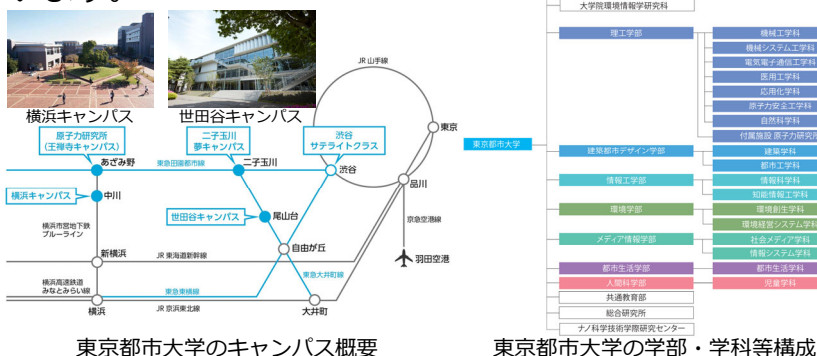 横浜キャンパス
世田谷キャンパス
原子力研究所
(王禅寺キャンパス)
二子玉川
夢キャンパス
渋谷
サテライトクラス
JR 山手線
東京
あざみ野
東急田園都市線
二子玉川
渋谷
品川
横浜キャンパス
中川
世田谷キャンパス
尾山台
京急空港線
横浜市営地下鉄
ブルーライン
自由が丘
新横浜
JR 東海道新幹線
羽田空港
東急大井町線
横浜高速鉄道
みなとみらい線
東急東横線
横浜
JR 京浜東北線
大井町
東京都市大学のキャンパス概要
大学院環境情報学研究科
理工学部
機械工学科
機械システム工学科
電気電子通信工学科
医用工学科
応用化学科
原子力安全工学科
自然科学科
付属施設 原子力研究所
東京都市大学
建築都市デザイン学部
建築学科
都市工学科
情報工学部
情報科学科
知能情報工学科
環境学部
環境創生学科
環境経営システム学科
メディア情報学部
社会メディア学科
情報システム学科
都市生活学部
都市生活学科
人間科学部
児童学科
共通教育部
総合研究所
ナノ科学技術学際研究センター
東京都市大学の学部・学科等構成